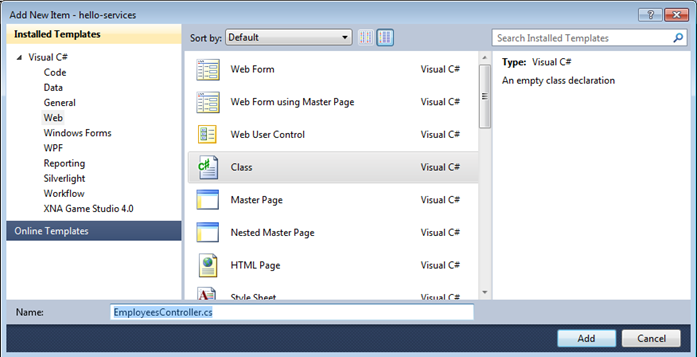 Add New Item - hello-services
Installed Templates
Visual C#
Code
Data
General
Web
Windows Forms
WPF
Reporting
Silverlight
Workflow
XNA Game Studio 4.0
Online Templates
Sort by: Default
Web Form Visual C#
Web Form using Master Page Visual C#
Web User Control Visual C#
Class Visual C#
Master Page Visual C#
Nested Master Page Visual C#
HTML Page Visual C#
Style Sheet Visual C#
Search Installed Templates
Type: Visual C#
An empty class declaration
Name: EmployeesController.cs
Add Cancel